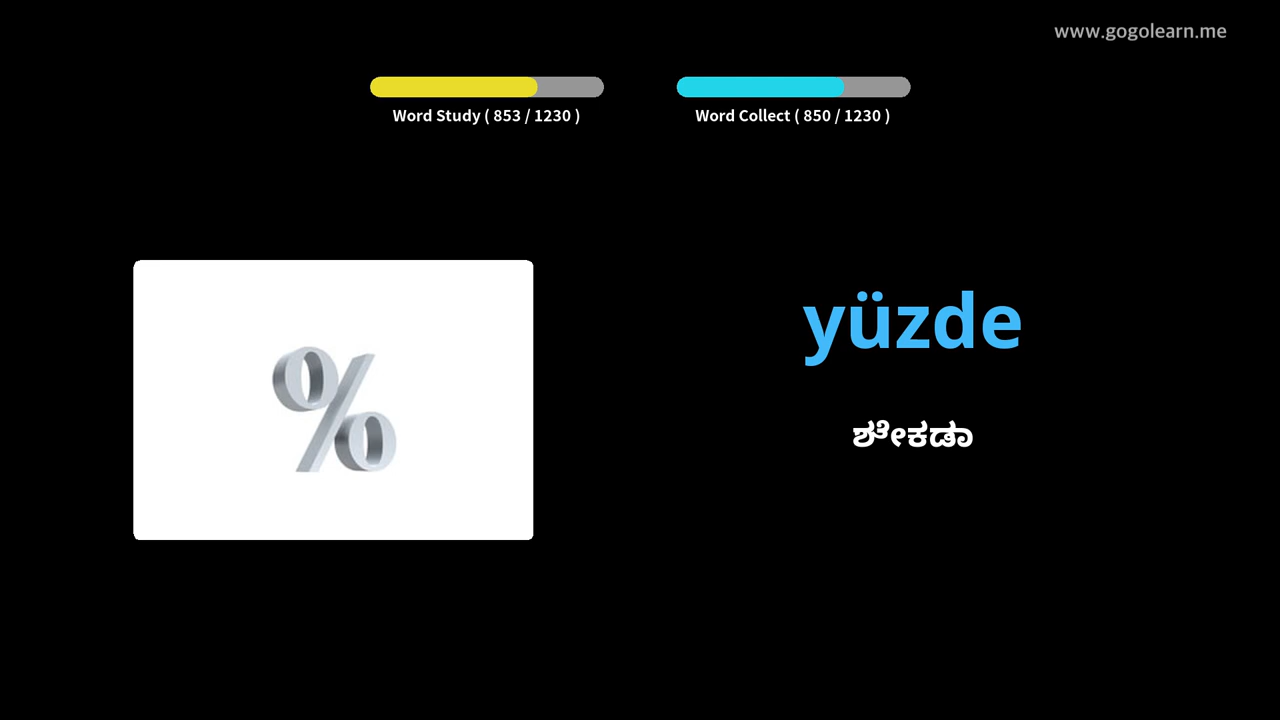 www.gogolearn.me
Word Study ( 853 / 1230 )
Word Collect ( 850 / 1230 )
%
yüzde
ಶೇಕಡಾ